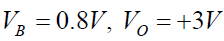 V_B = 0.8V, V_O = +3V